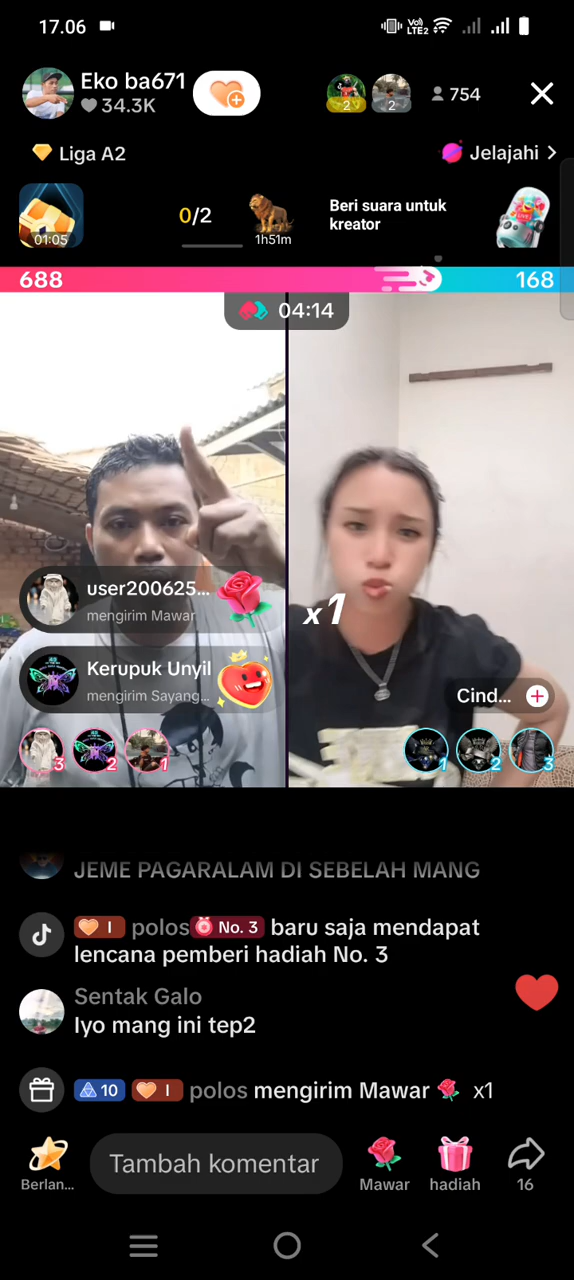 17.06
Vo)
LTE2
Eko ba671
34.3K
2
2
754
Liga A2
Jelajahi
01:05
0/2
1h51m
Beri suara untuk
kreator
688
168
04:14
user200625...
mengirim Mawar
x1
Kerupuk Unyil
mengirim Sayang...
Cind...
3
2
1
1
2
3
JEME PAGARALAM DI SEBELAH MANG
I polos No. 3 baru saja mendapat
lencana pemberi hadiah No. 3
Sentak Galo
Iyo mang ini tep2
10 I polos mengirim Mawar x1
Berlan...
Tambah komentar
Mawar
hadiah
16